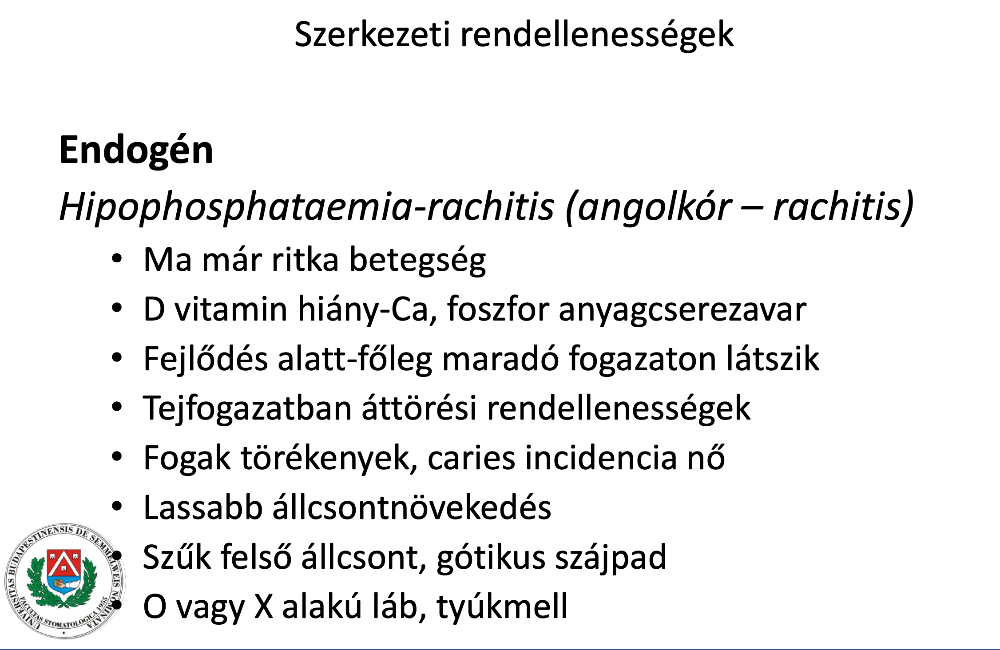 Szerkezeti rendellenességek
Endogén
Hipophosphataemia-rachitis (angolkór – rachitis)
• Ma már ritka betegség
• D vitamin hiány-Ca, foszfor anyagcserezavar
• Fejlődés alatt-főleg maradó fogazaton látszik
• Tejfogazatban áttörési rendellenességek
• Fogak törékenyek, caries incidencia nő
• Lassabb állcsontnövekedés
• Szűk felső állcsont, gótikus szájpad
• O vagy X alakú láb, tyúkmell
UNIVERSITAS BUDAPESTINENSIS DE SEMMELWEIS NOMINATA
FACULTAS STOMATOLOGICA 1955